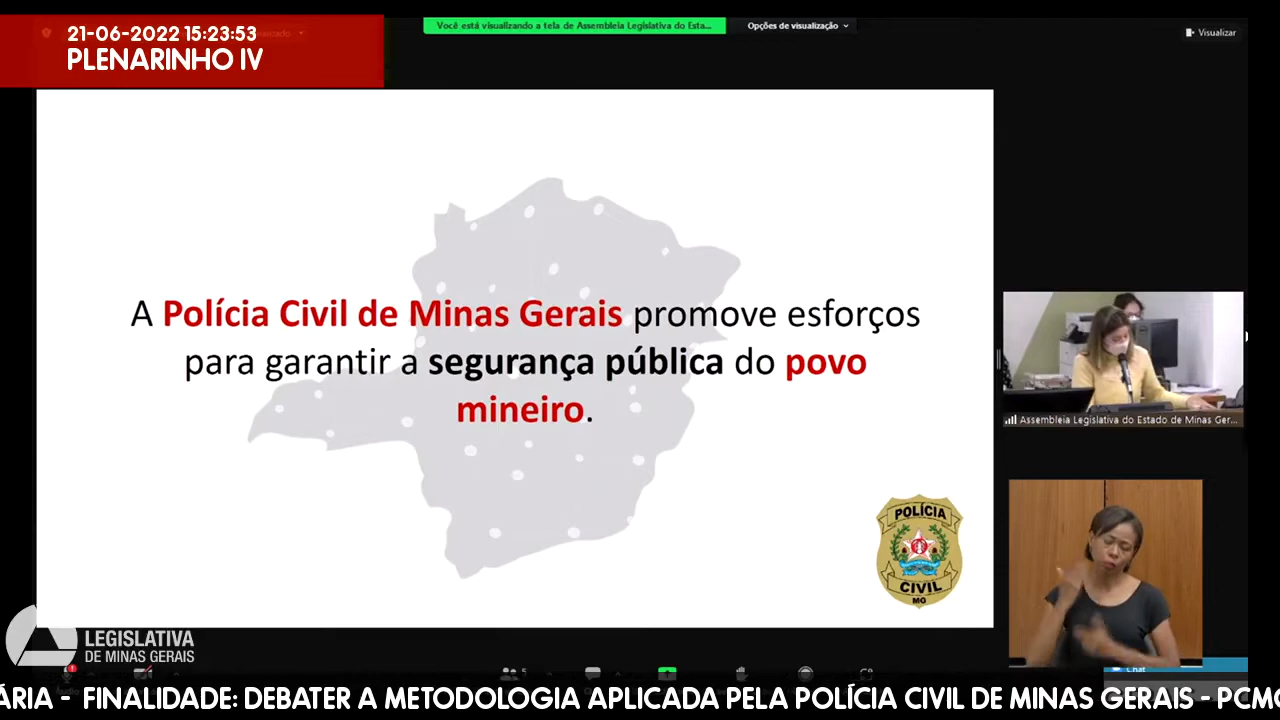 21-06-2022 15:23:53
PLENARINHO IV
Você está visualizando a tela de Assembleia Legislativa do Esta...
Opções de visualização
Visualizar
A Polícia Civil de Minas Gerais promove esforços
para garantir a segurança pública do povo
mineiro.
POLÍCIA
CIVIL
MG
Assembleia Legislativa do Estado de Minas Ger...
LEGISLATIVA
DE MINAS GERAIS
5
Chat
ÁRIA - FINALIDADE: DEBATER A METODOLOGIA APLICADA PELA POLÍCIA CIVIL DE MINAS GERAIS - PCMG